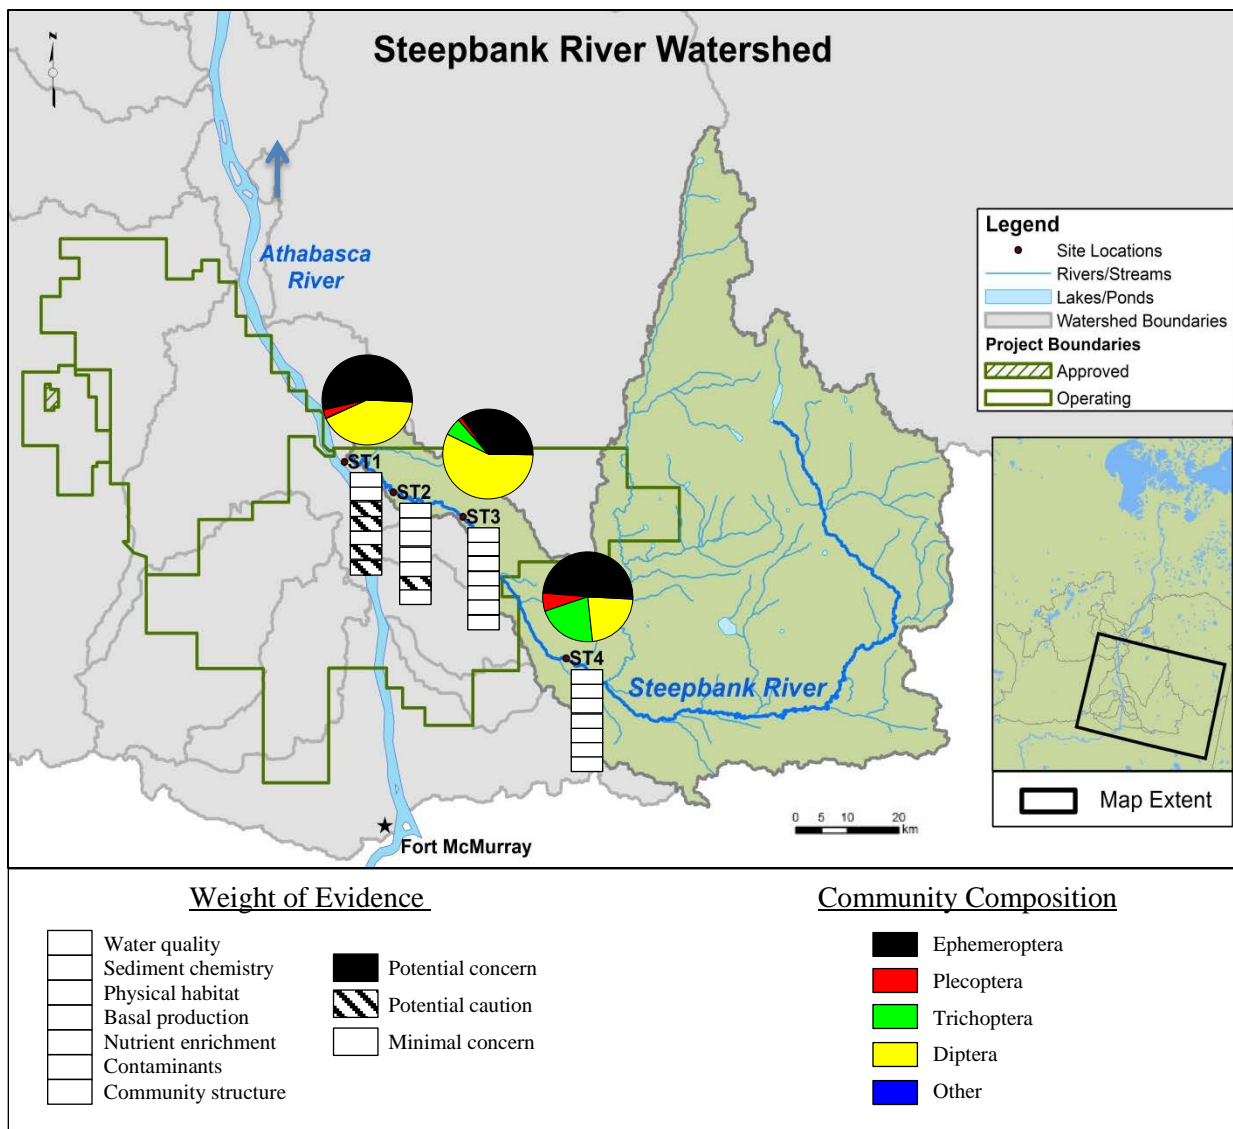 Steepbank River Watershed
N
Athabasca
River
Legend
Site Locations
Rivers/Streams
Lakes/Ponds
Watershed Boundaries
Project Boundaries
Approved
Operating
ST1
ST2
ST3
ST4
Steepbank River
Fort McMurray
0 5 10 20
km
Map Extent
Weight of Evidence
Water quality
Sediment chemistry
Physical habitat
Basal production
Nutrient enrichment
Contaminants
Community structure
Potential concern
Potential caution
Minimal concern
Community Composition
Ephemeroptera
Plecoptera
Trichoptera
Diptera
Other